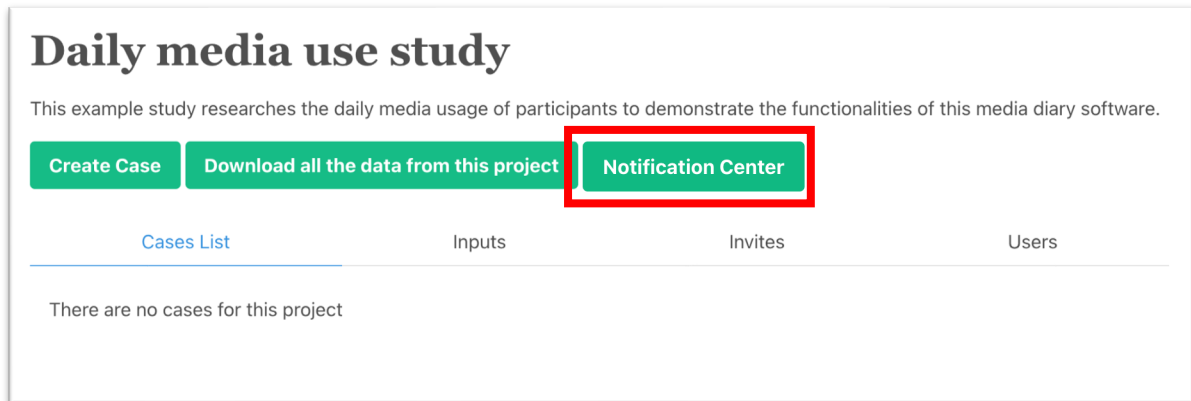 Daily media use study
This example study researches the daily media usage of participants to demonstrate the functionalities of this media diary software.
Create Case Download all the data from this project Notification Center
Cases List Inputs Invites Users
There are no cases for this project